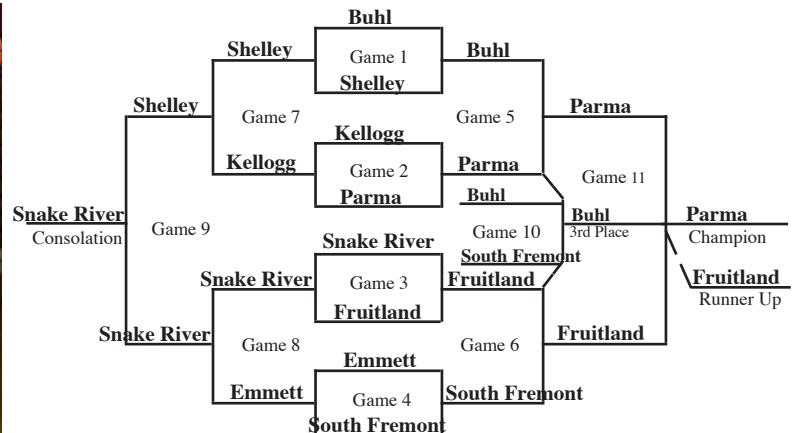 Buhl
Shelley Buhl
Game 1
Shelley
Shelley Parma
Game 7 Game 5
Kellogg
Kellogg Parma
Game 2 Game 11
Parma Buhl
Snake River Buhl Parma
Consolation Game 9 Game 10 3rd Place Champion
Snake River South Fremont
Snake River Game 3 Fruitland Fruitland
Fruitland Runner Up
Snake River Fruitland
Game 8 Game 6
Emmett
Emmett South Fremont
Game 4
South Fremont